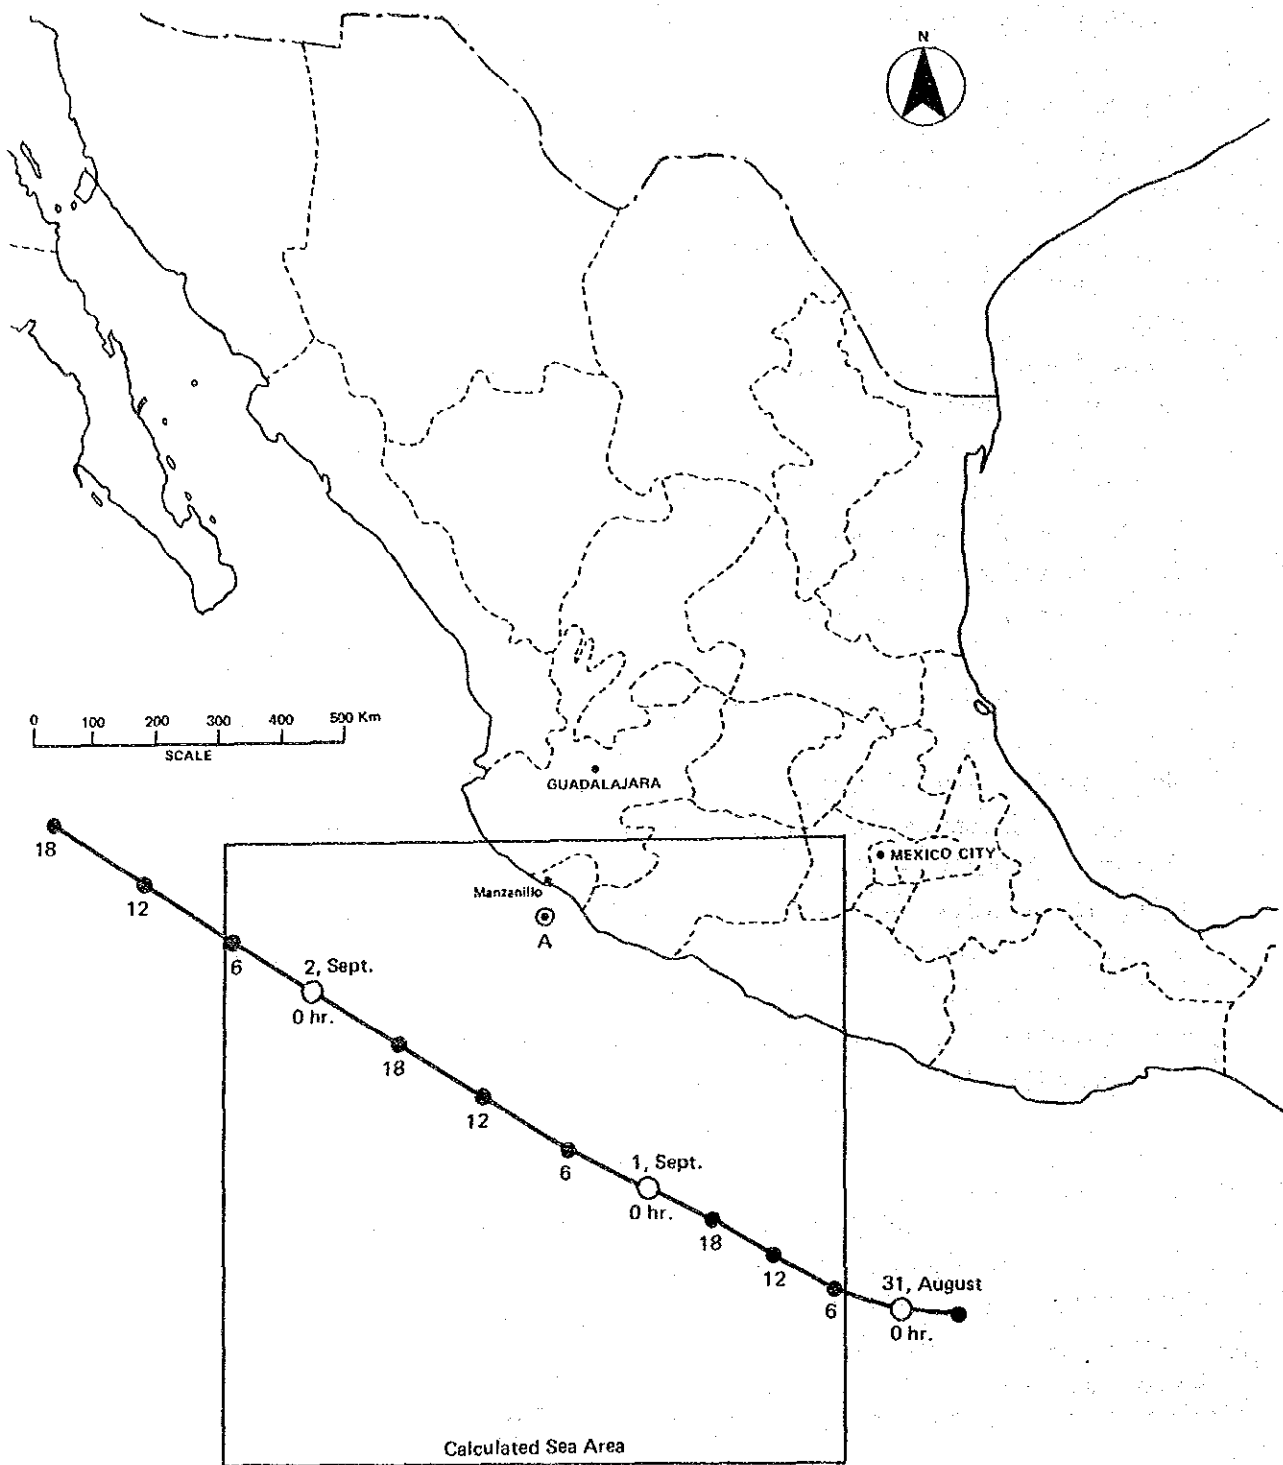 N
0 100 200 300 400 500 Km
SCALE
GUADALAJARA
MEXICO CITY
Manzanillo
A
18
12
6
2, Sept.
0 hr.
18
12
6
1, Sept.
0 hr.
18
12
6
31, August
0 hr.
Calculated Sea Area